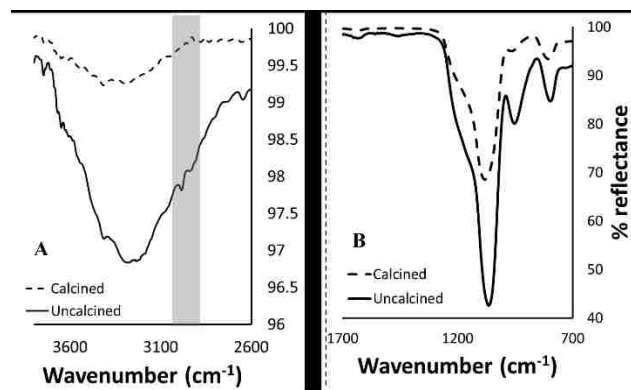 100
99.5
99
98.5
98
97.5
97
96.5
96
A
Calcined
Uncalcined
3600 3100 2600
Wavenumber (cm-1)
100
90
80
70
60
50
40
% reflectance
B
Calcined
Uncalcined
1700 1200 700
Wavenumber (cm-1)